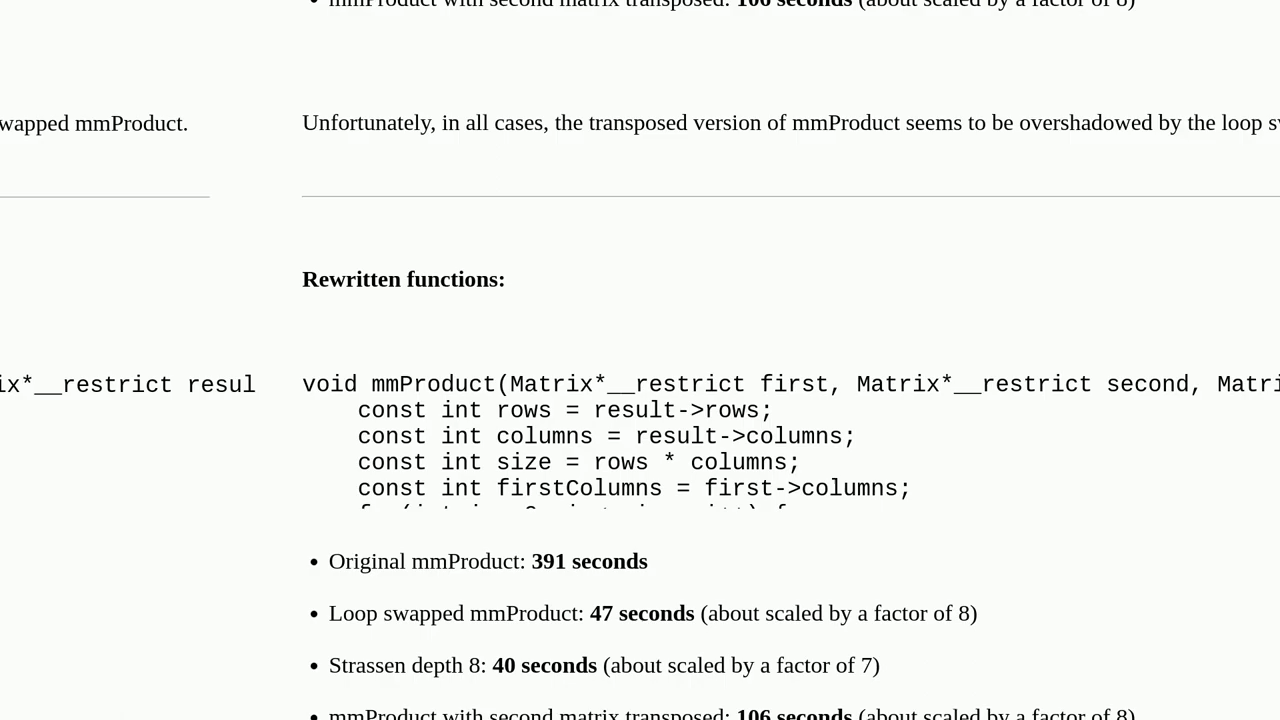 mmProduct with second matrix transposed: 106 seconds (about scaled by a factor of 8)
wapped mmProduct.
Unfortunately, in all cases, the transposed version of mmProduct seems to be overshadowed by the loop
Rewritten functions:
ix*__restrict resul
void mmProduct(Matrix*__restrict first, Matrix*__restrict second, Matri
const int rows = result->rows;
const int columns = result->columns;
const int size = rows * columns;
const int firstColumns = first->columns;
• Original mmProduct: 391 seconds
• Loop swapped mmProduct: 47 seconds (about scaled by a factor of 8)
• Strassen depth 8: 40 seconds (about scaled by a factor of 7)
• mmProduct with second matrix transposed: 106 seconds (about scaled by a factor of 8)